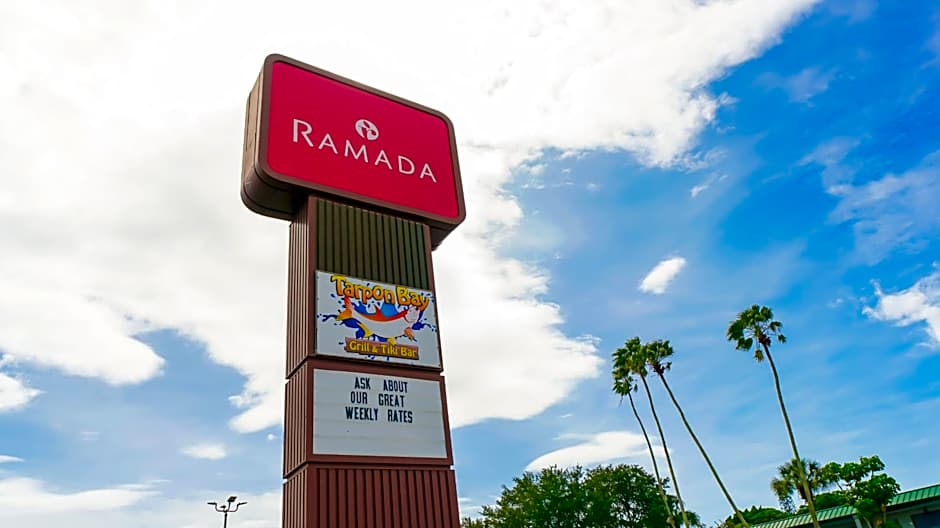 RAMADA
Tarpon Bay
Grill & Tiki Bar
ASK ABOUT
OUR GREAT
WEEKLY RATES